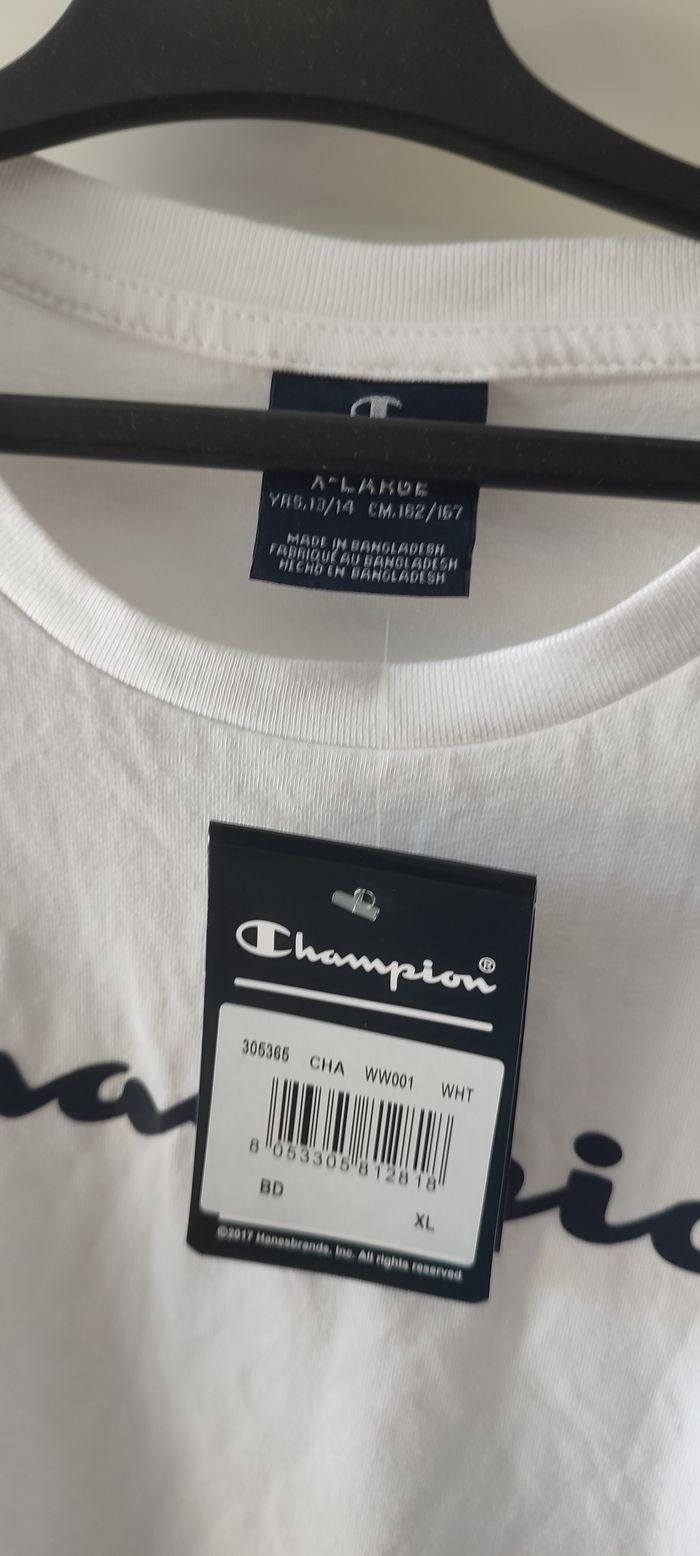 X-LARGE
YRS.13/14 CM.162/167
MADE IN BANGLADESH
FABRIQUÉ AU BANGLADESH
HECHO EN BANGLADESH
Champion®
305365 CHA WW001 WHT
8 053305 812818
BD
XL
©2017 Hanesbrands, Inc. All rights reserved